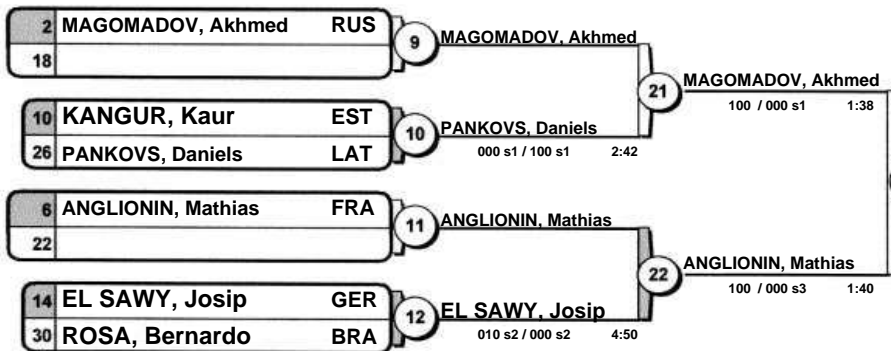 2 MAGOMADOV, Akhmed RUS
18
9
MAGOMADOV, Akhmed
10 KANGUR, Kaur EST
26 PANKOVS, Daniels LAT
10
PANKOVS, Daniels
000 s1 / 100 s1 2:42
21
MAGOMADOV, Akhmed
100 / 000 s1 1:38
6 ANGLIONIN, Mathias FRA
22
11
ANGLIONIN, Mathias
14 EL SAWY, Josip GER
30 ROSA, Bernardo BRA
12
EL SAWY, Josip
010 s2 / 000 s2 4:50
22
ANGLIONIN, Mathias
100 / 000 s3 1:40